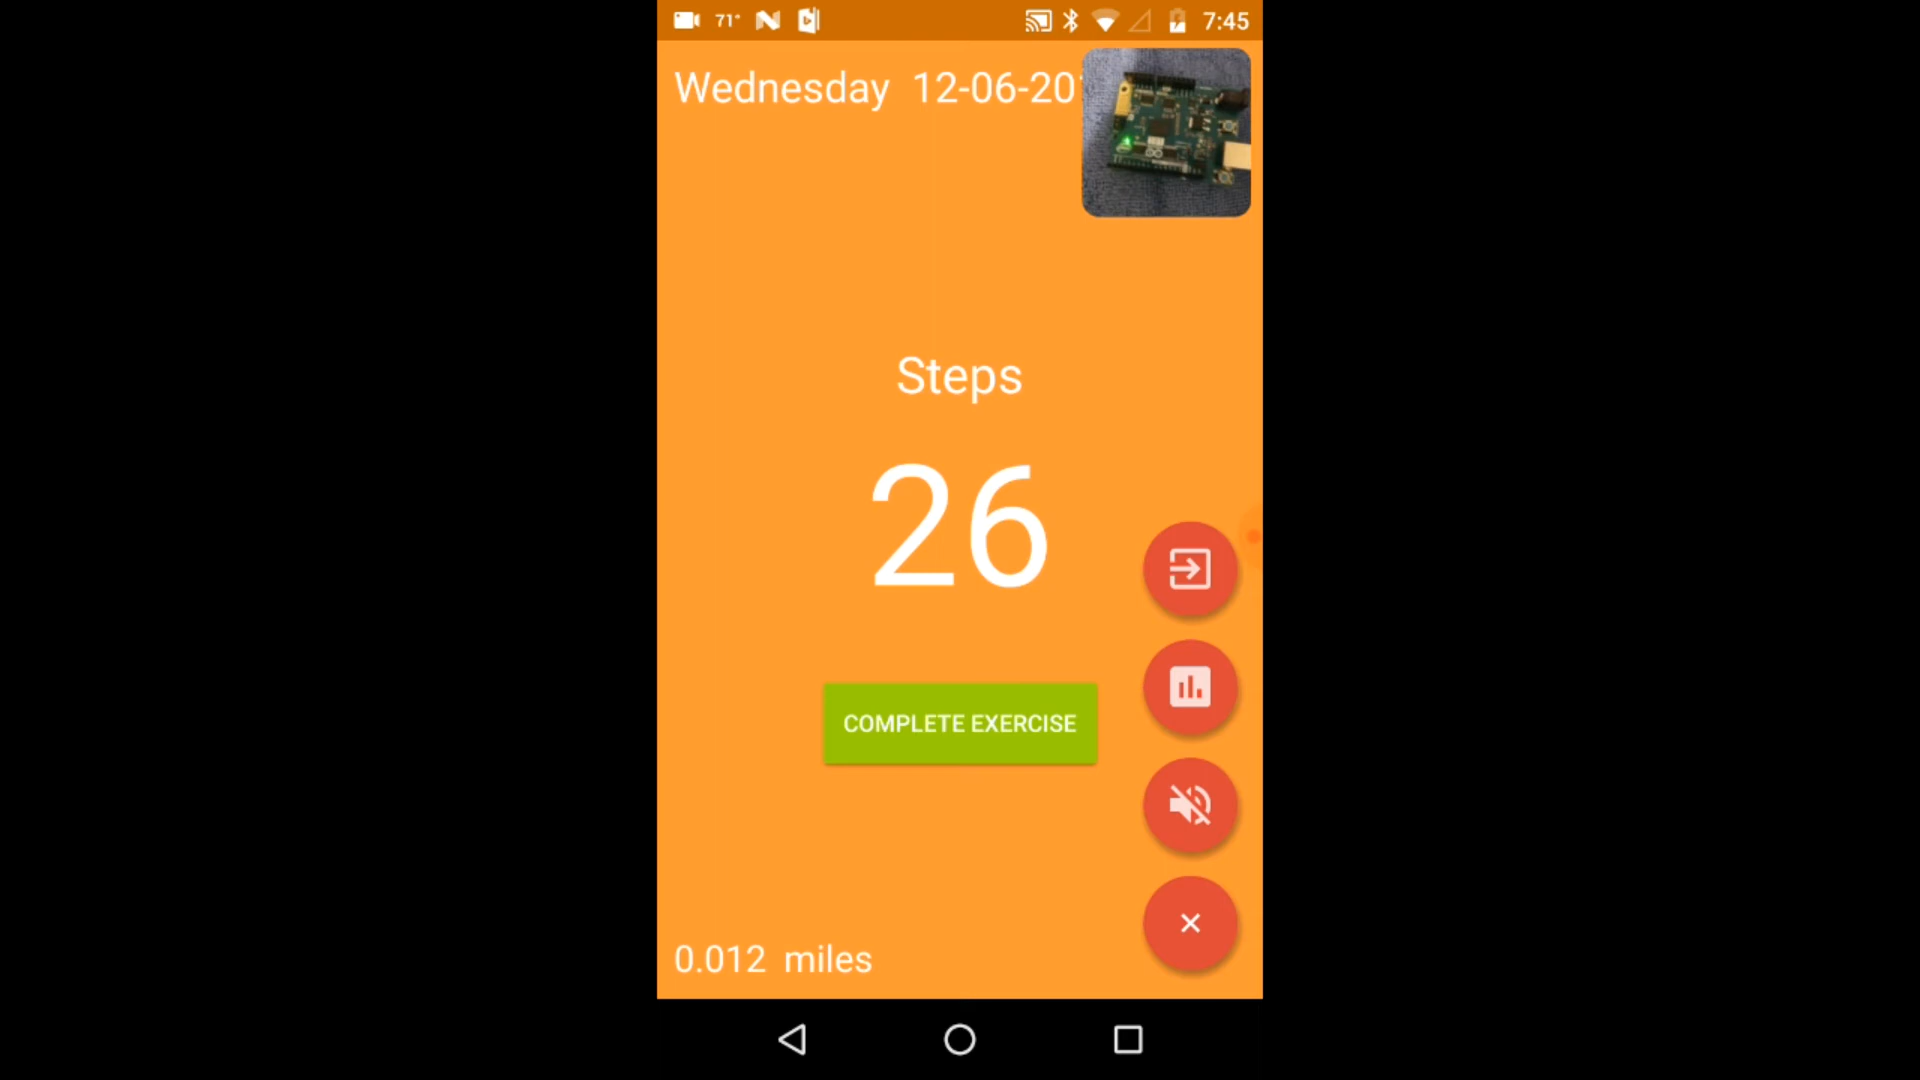 71° 7:45
Wednesday 12-06-20
Steps
26
COMPLETE EXERCISE
0.012 miles